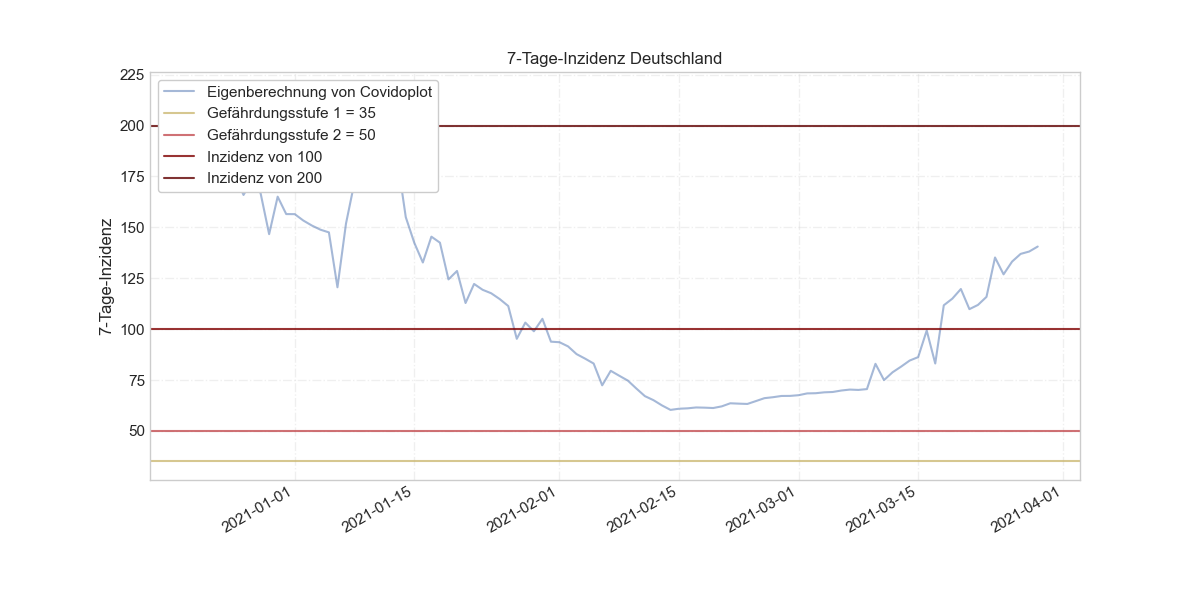 7-Tage-Inzidenz Deutschland
225
200
175
150
125
100
75
50
7-Tage-Inzidenz
Eigenberechnung von Covidoplot
Gefährdungsstufe 1 = 35
Gefährdungsstufe 2 = 50
Inzidenz von 100
Inzidenz von 200
2021-01-01
2021-01-15
2021-02-01
2021-02-15
2021-03-01
2021-03-15
2021-04-01